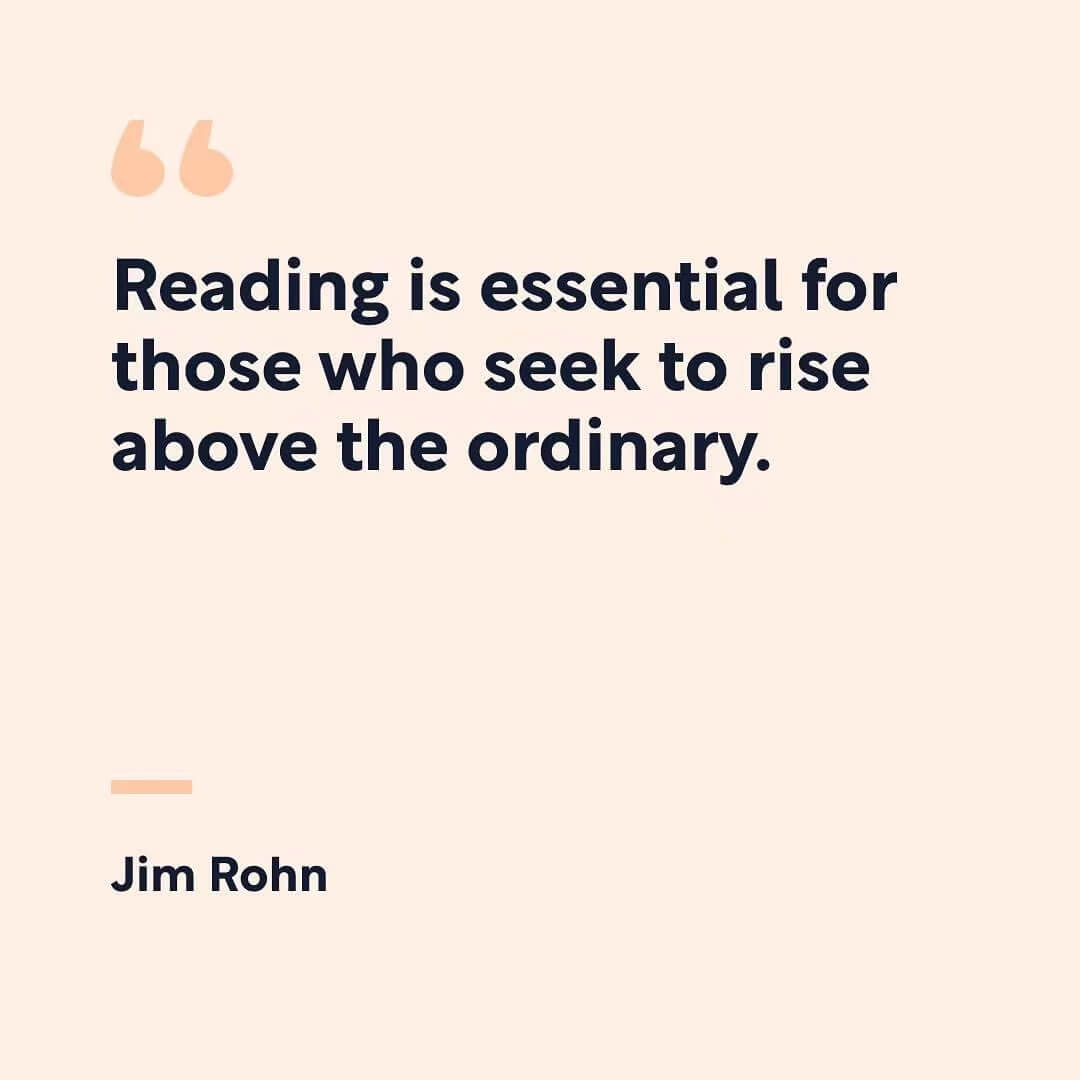 “
Reading is essential for
those who seek to rise
above the ordinary.
Jim Rohn